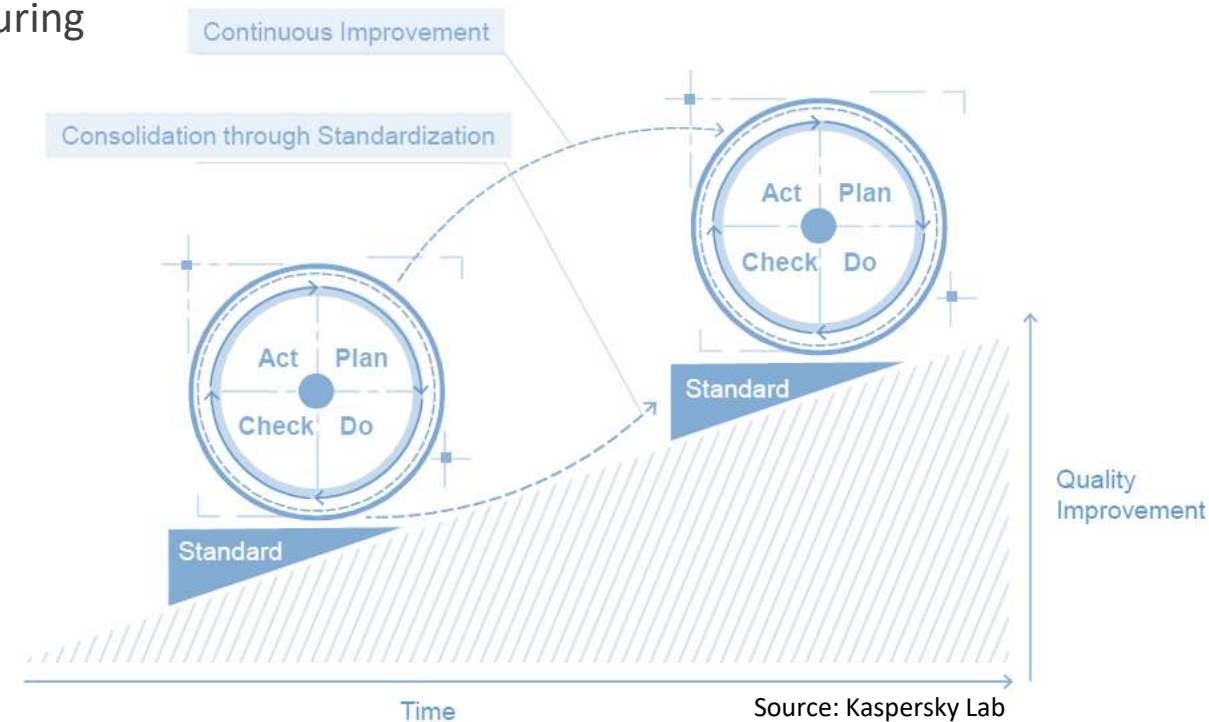 uring
Continuous Improvement
Consolidation through Standardization
Act Plan
Check Do
Standard
Act Plan
Check Do
Standard
Quality
Improvement
Time
Source: Kaspersky Lab